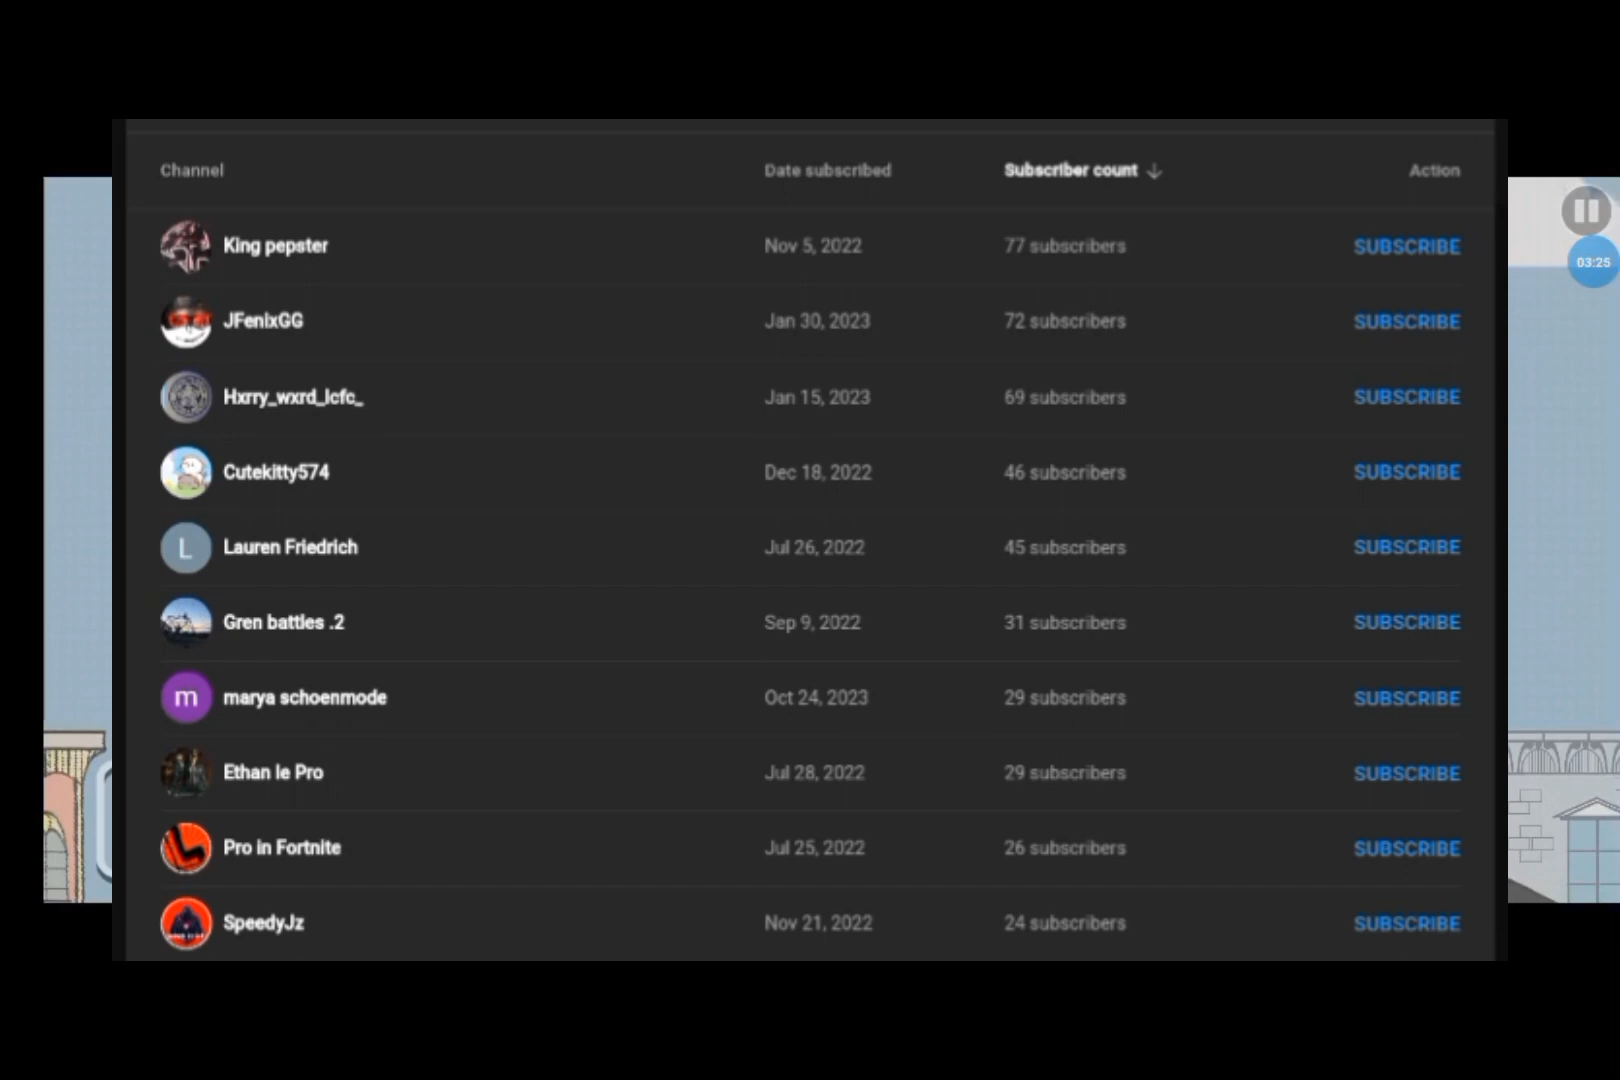 Channel Date subscribed Subscriber count ↓ Action
King pepster Nov 5, 2022 77 subscribers SUBSCRIBE
JFenixGG Jan 30, 2023 72 subscribers SUBSCRIBE
03:25
Hxrry_wxrd_lcfc_ Jan 15, 2023 69 subscribers SUBSCRIBE
Cutekitty574 Dec 18, 2022 46 subscribers SUBSCRIBE
L Lauren Friedrich Jul 26, 2022 45 subscribers SUBSCRIBE
Gren battles .2 Sep 9, 2022 31 subscribers SUBSCRIBE
m marya schoenmode Oct 24, 2023 29 subscribers SUBSCRIBE
Ethan le Pro Jul 28, 2022 29 subscribers SUBSCRIBE
Pro in Fortnite Jul 25, 2022 26 subscribers SUBSCRIBE
SpeedyJz Nov 21, 2022 24 subscribers SUBSCRIBE